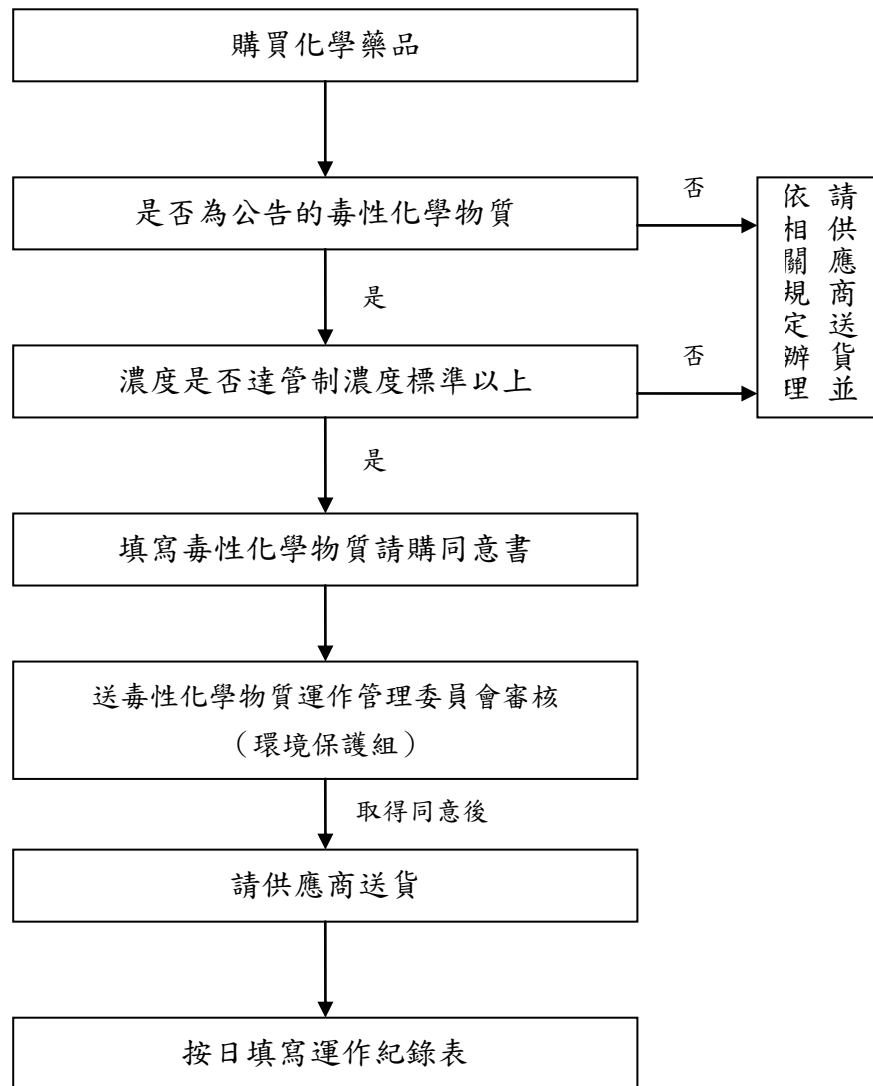 購買化學藥品
是否為公告的毒性化學物質
否
請供應商送貨並
依相關規定辦理
是
濃度是否達管制濃度標準以上
否
是
填寫毒性化學物質請購同意書
送毒性化學物質運作管理委員會審核
（環境保護組）
取得同意後
請供應商送貨
按日填寫運作紀錄表